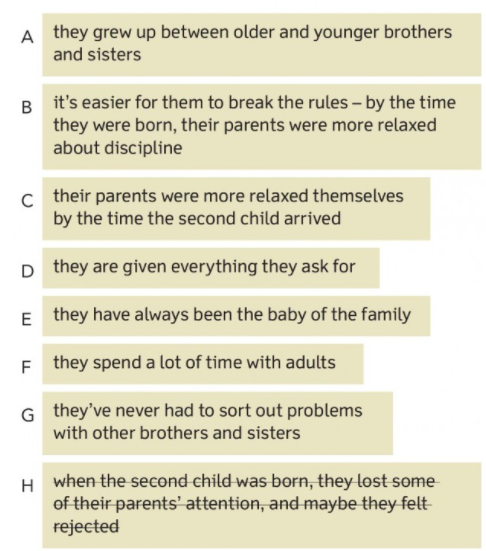 A they grew up between older and younger brothers
and sisters
B it's easier for them to break the rules – by the time
they were born, their parents were more relaxed
about discipline
C their parents were more relaxed themselves
by the time the second child arrived
D they are given everything they ask for
E they have always been the baby of the family
F they spend a lot of time with adults
G they've never had to sort out problems
with other brothers and sisters
H when the second child was born, they lost some
of their parents' attention, and maybe they felt
rejected